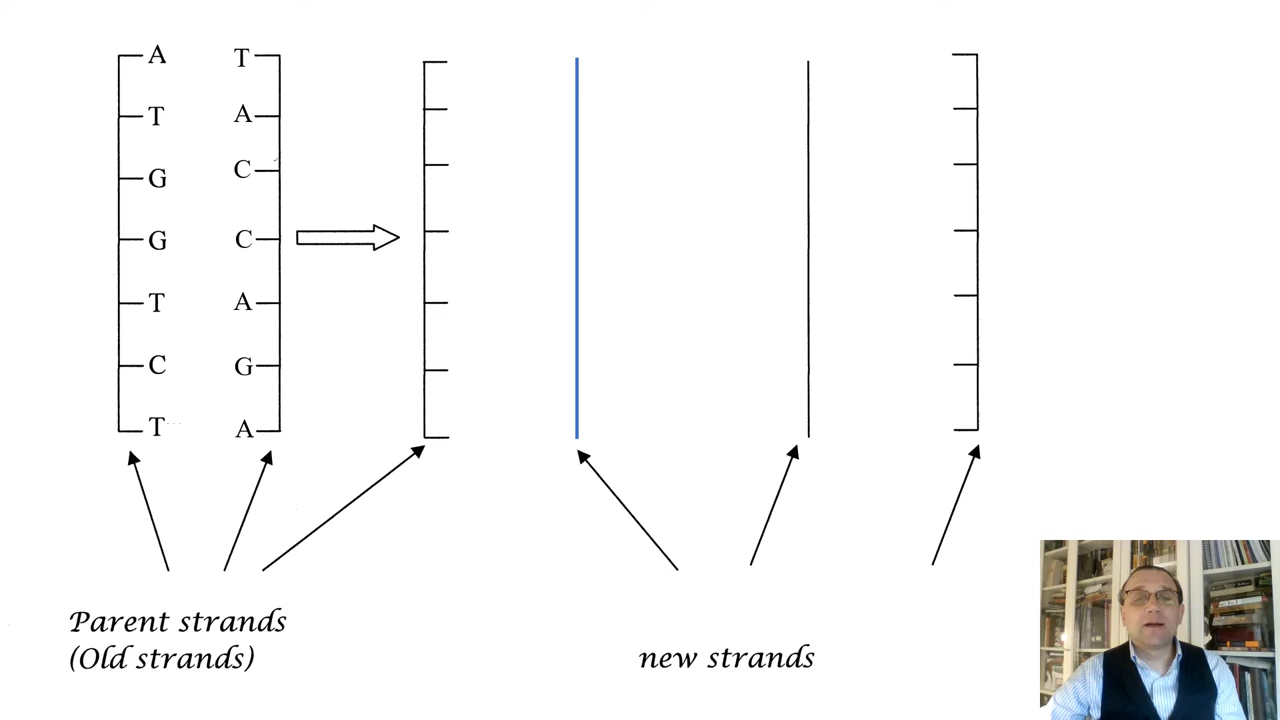 A T
T A
G C
G C
T A
C G
T A
Parent strands
(Old strands)
new strands